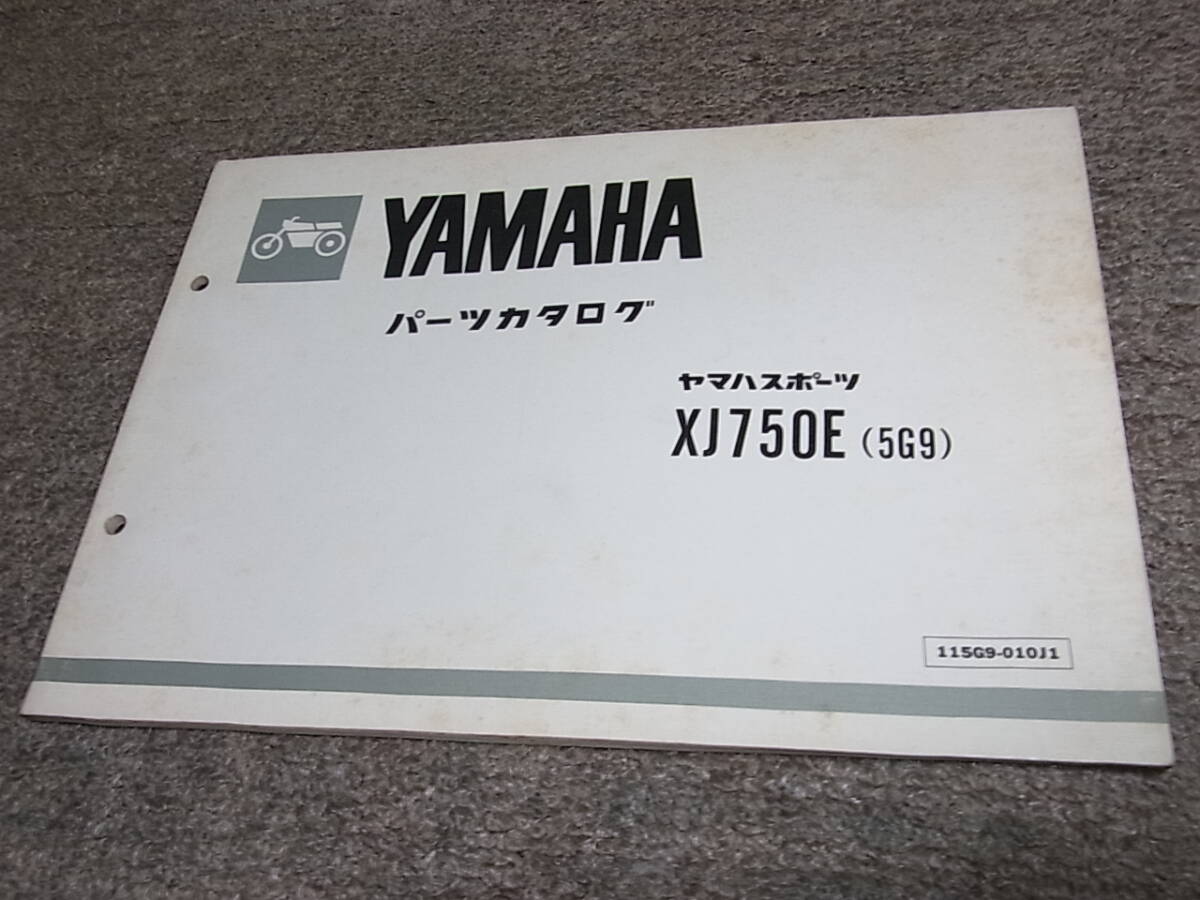 YAMAHA
パーツカタログ
ヤマハスポーツ
XJ750E (5G9)
115G9-010J1